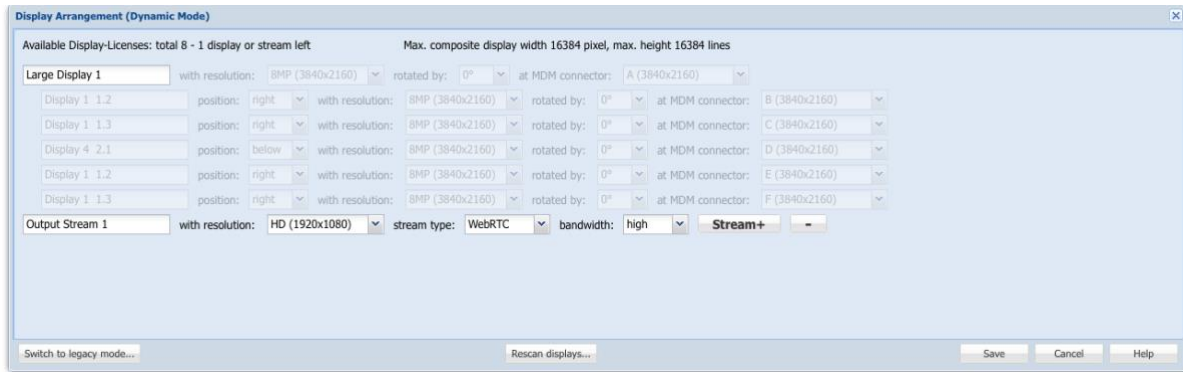 Display Arrangement (Dynamic Mode)
Available Display-Licenses: total 8 - 1 display or stream left Max. composite display width 16384 pixel, max. height 16384 lines
Large Display 1 with resolution: 8MP (3840x2160) rotated by: 0° at MDM connector: A (3840x2160)
Display 1 1.2 position: right with resolution: 8MP (3840x2160) rotated by: 0° at MDM connector: B (3840x2160)
Display 1 1.3 position: right with resolution: 8MP (3840x2160) rotated by: 0° at MDM connector: C (3840x2160)
Display 4 2.1 position: below with resolution: 8MP (3840x2160) rotated by: 0° at MDM connector: D (3840x2160)
Display 1 1.2 position: right with resolution: 8MP (3840x2160) rotated by: 0° at MDM connector: E (3840x2160)
Display 1 1.3 position: right with resolution: 8MP (3840x2160) rotated by: 0° at MDM connector: F (3840x2160)
Output Stream 1 with resolution: HD (1920x1080) stream type: WebRTC bandwidth: high Stream+ -
Switch to legacy mode... Rescan displays... Save Cancel Help